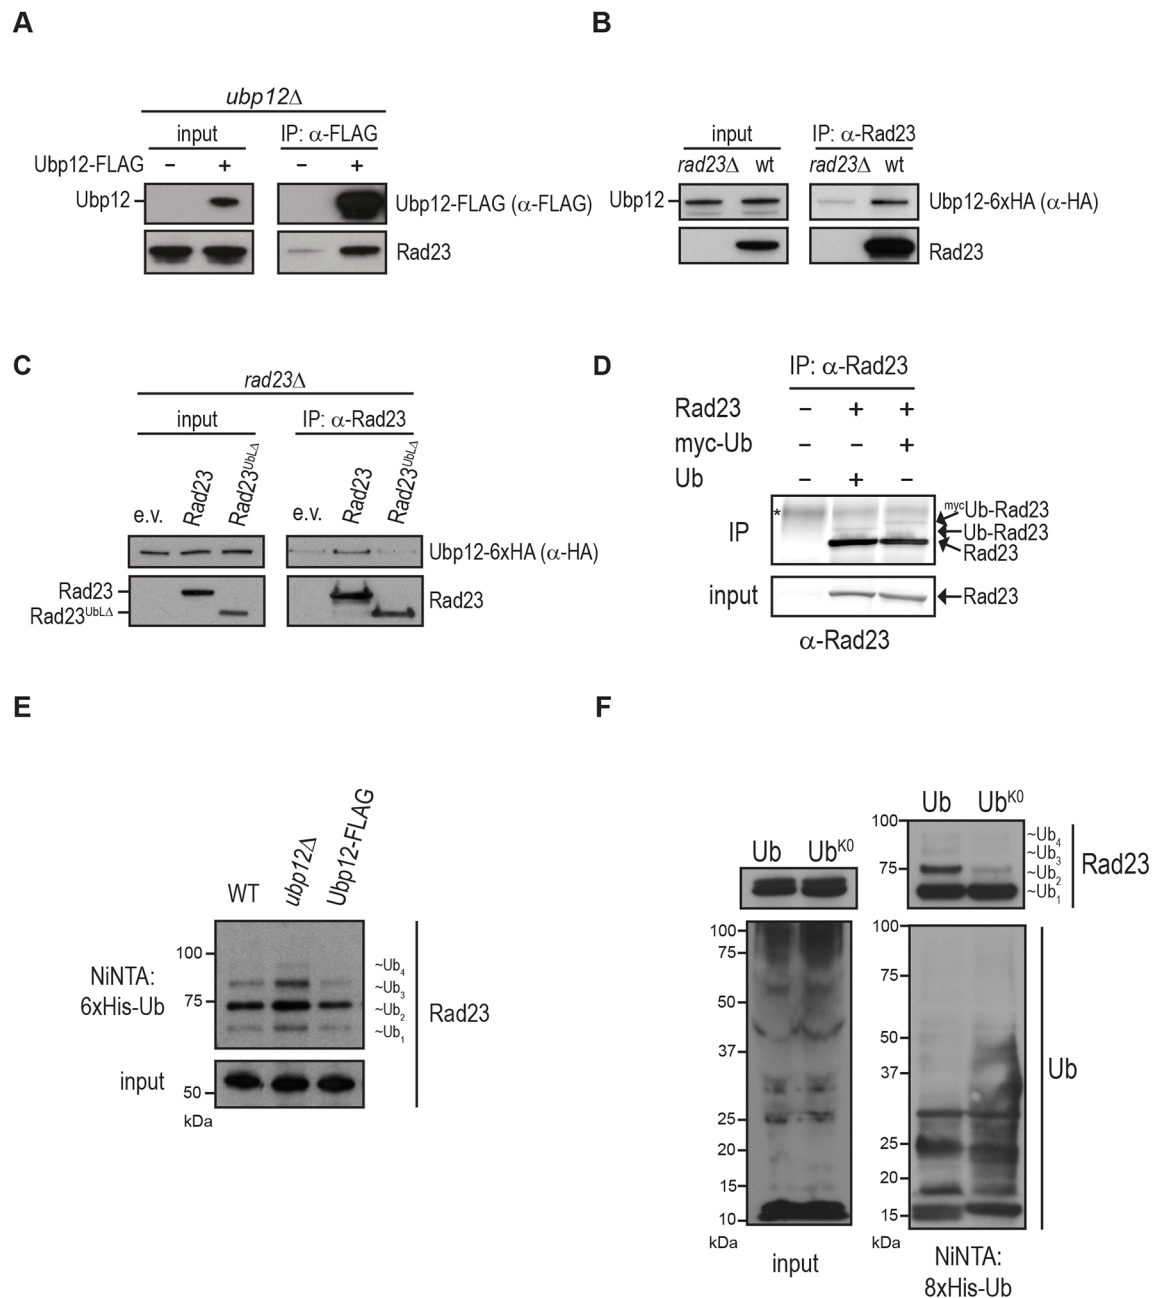 A
ubp12Δ
input
IP: α-FLAG
Ubp12-FLAG – + – +
Ubp12
Ubp12-FLAG (α-FLAG)
Rad23
B
input
IP: α-Rad23
rad23Δ wt rad23Δ wt
Ubp12
Ubp12-6xHA (α-HA)
Rad23
C
rad23Δ
input
IP: α-Rad23
e.v. Rad23 Rad23UbLΔ e.v. Rad23 Rad23UbLΔ
Ubp12-6xHA (α-HA)
Rad23
Rad23UbLΔ
Rad23
D
IP: α-Rad23
Rad23 – + +
myc-Ub – – +
Ub – + –
*
IP
mycUb-Rad23
Ub-Rad23
Rad23
input
Rad23
α-Rad23
E
WT ubp12Δ Ubp12-FLAG
NiNTA:
6xHis-Ub
100
75
~Ub4
~Ub3
~Ub2
~Ub1
Rad23
input
50
kDa
F
Ub UbK0
100
75
50
37
25
20
15
10
kDa
input
Ub UbK0
100
75
~Ub4
~Ub3
~Ub2
~Ub1
Rad23
100
75
50
37
25
20
15
kDa
Ub
NiNTA:
8xHis-Ub